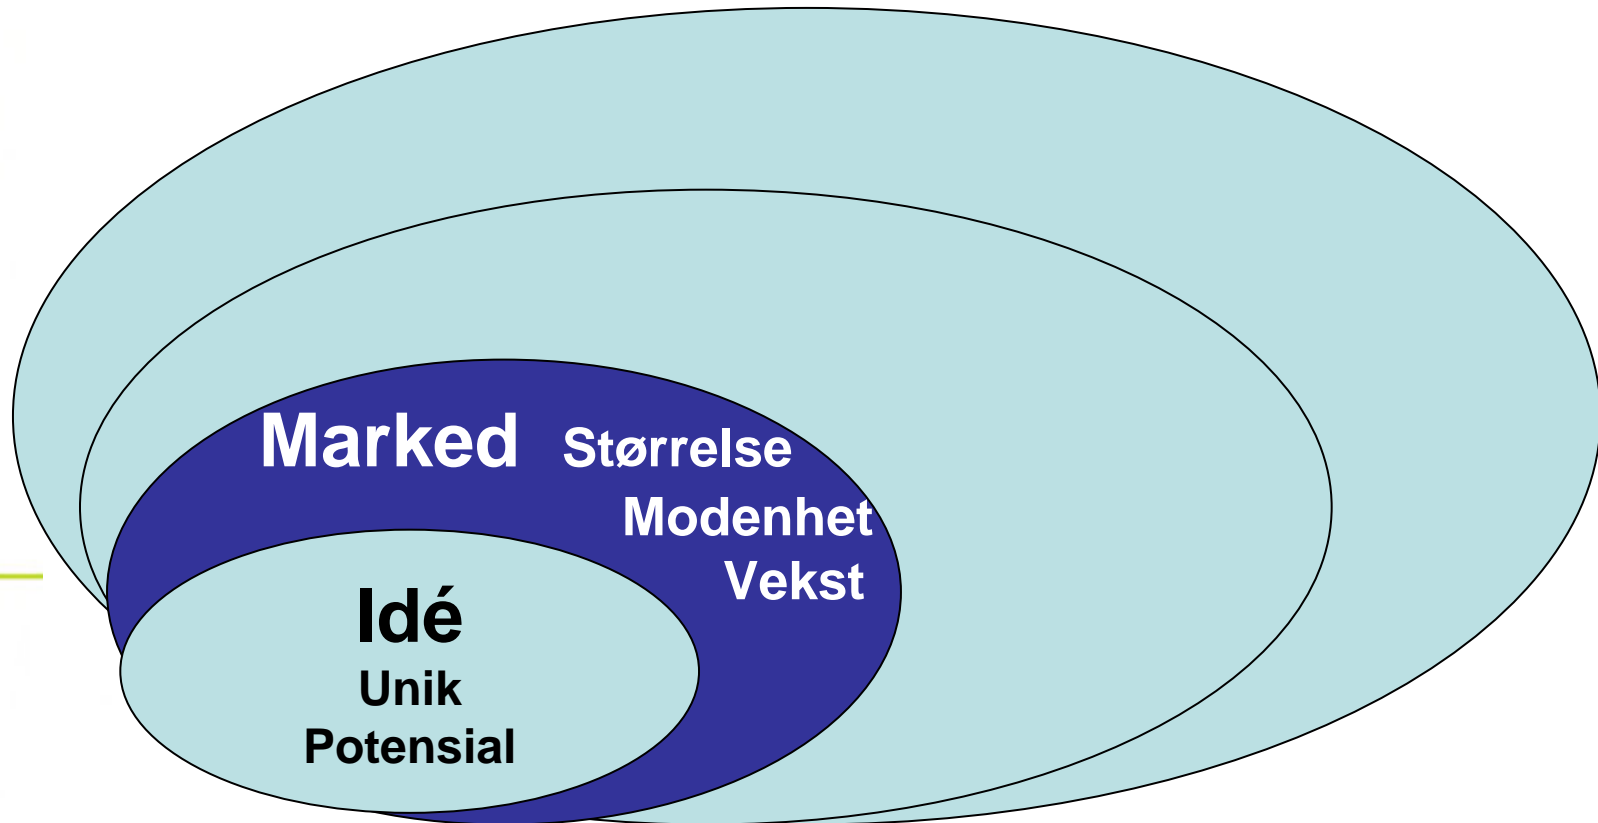 Marked Størrelse
Modenhet
Vekst
Idé
Unik
Potensial